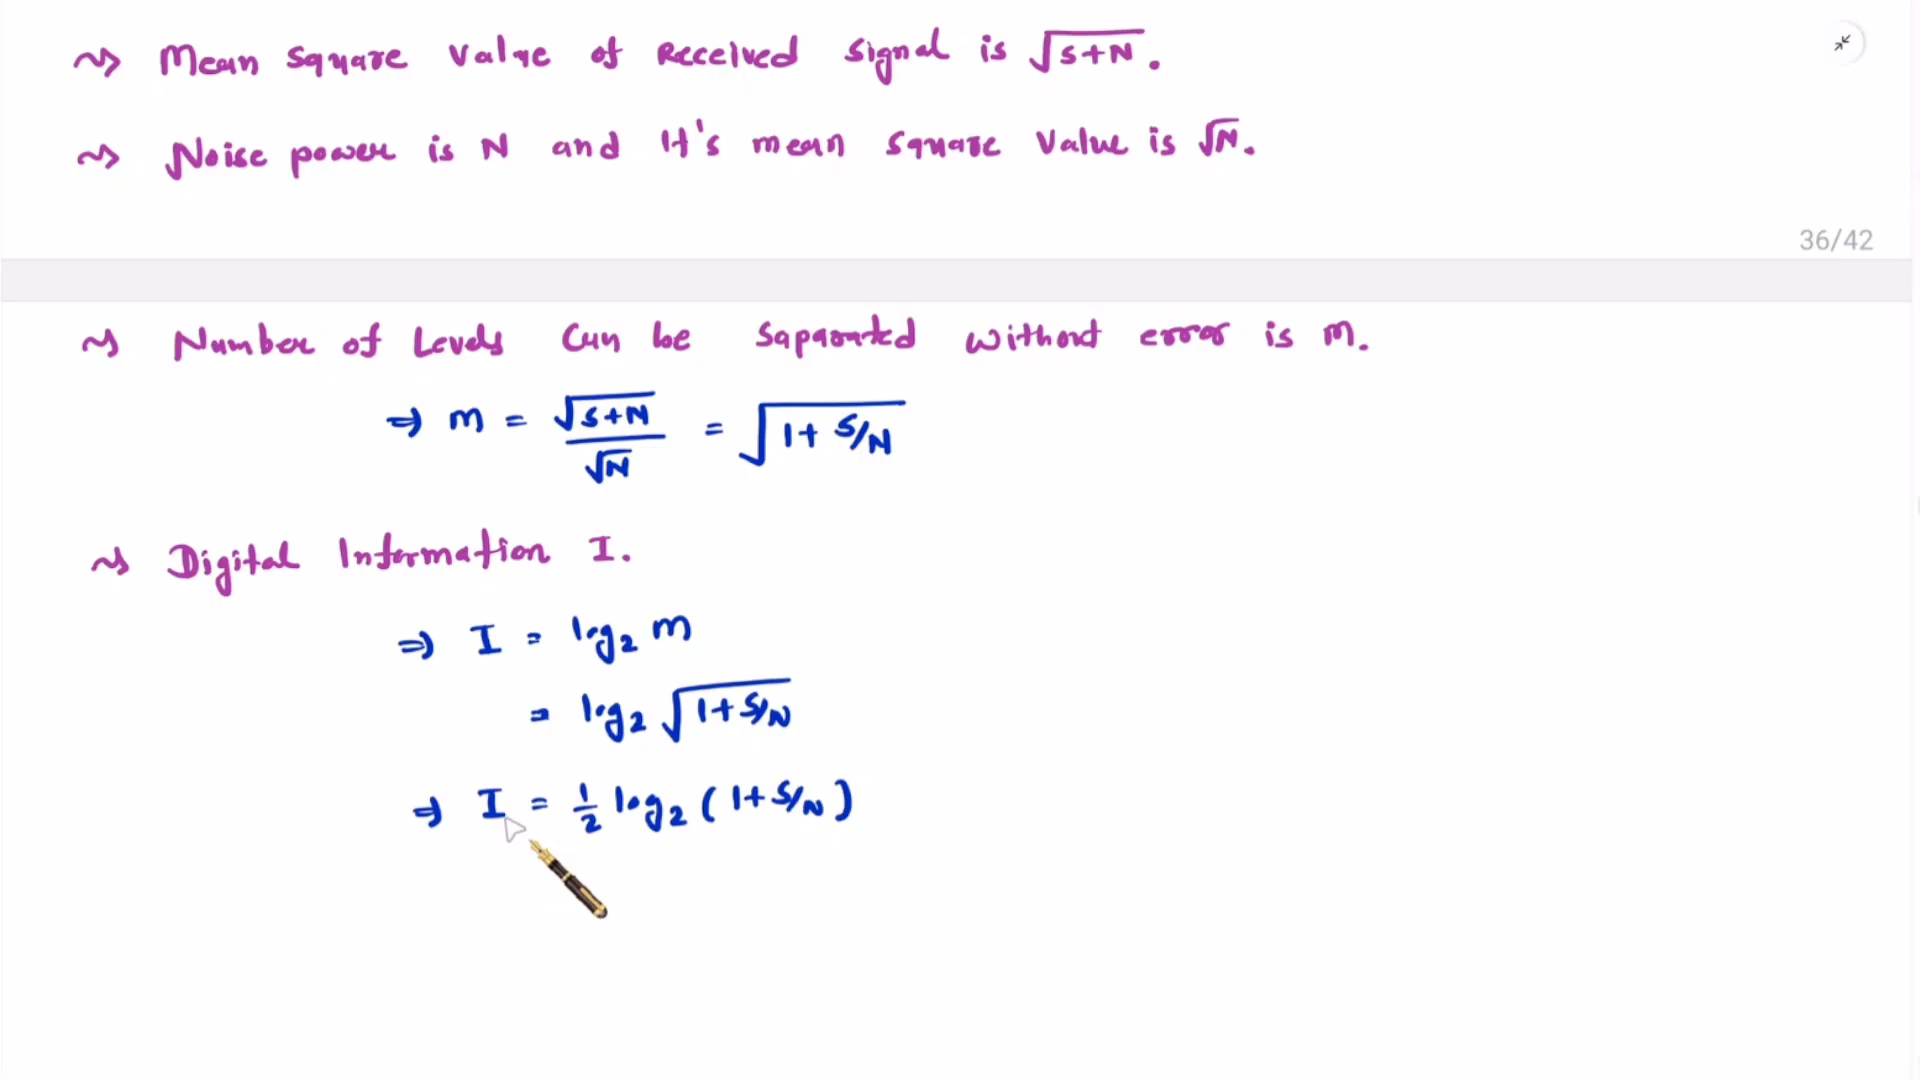 ~> Mean square value of Received signal is √S+N.
~> Noise power is N and It's mean square value is √N.
36/42
~> Number of Levels Can be Saparated without error is m.
⇒ m = √S+N / √N = √1+S/N
~> Digital Information I.
⇒ I = log₂ m
= log₂ √1+S/N
⇒ I = 1/2 log₂ (1+S/N)